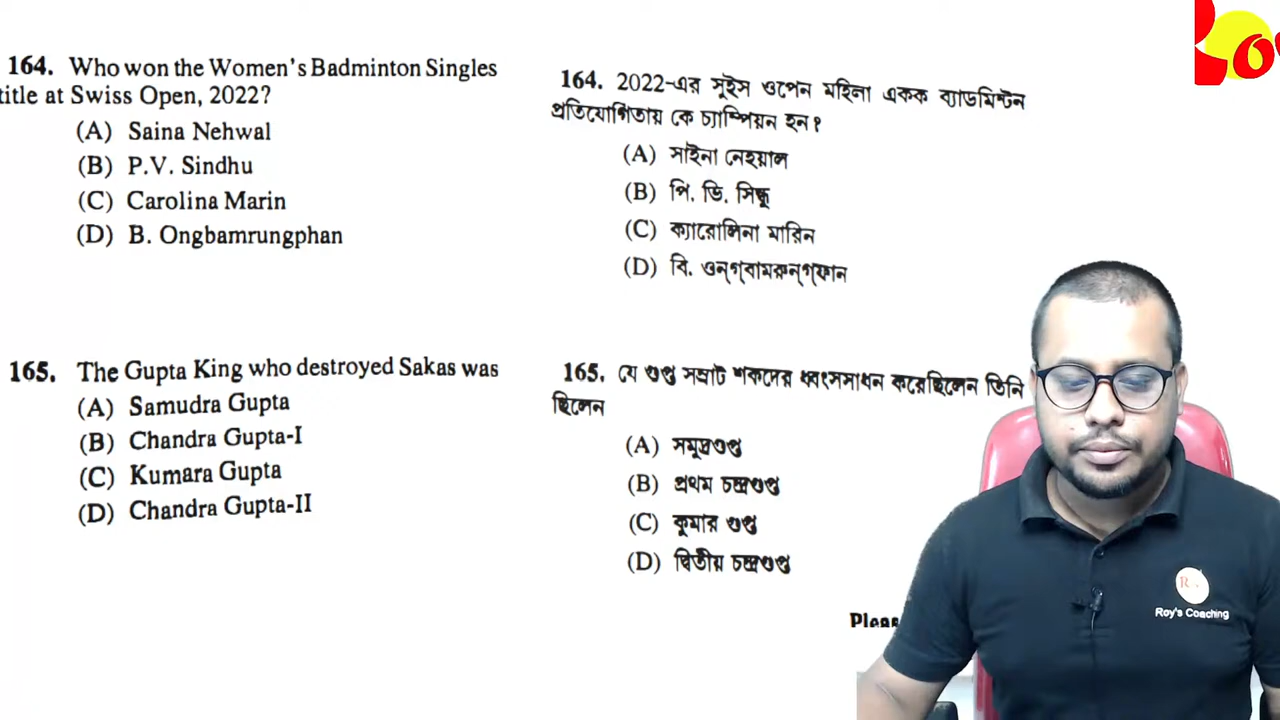 164. Who won the Women's Badminton Singles
title at Swiss Open, 2022?
(A) Saina Nehwal
(B) P.V. Sindhu
(C) Carolina Marin
(D) B. Ongbamrungphan
165. The Gupta King who destroyed Sakas was
(A) Samudra Gupta
(B) Chandra Gupta-I
(C) Kumara Gupta
(D) Chandra Gupta-II
164. 2022-এর সুইস ওপেন মহিলা একক ব্যাডমিন্টন
প্রতিযোগিতায় কে চ্যাম্পিয়ন হন?
(A) সাইনা নেহয়াল
(B) পি. ভি. সিন্ধু
(C) ক্যারোলিনা মারিন
(D) বি. ওন্‌গ্‌বামরুন্‌গ্‌ফান
165. যে গুপ্ত সম্রাট শকদের ধ্বংসসাধন করেছিলেন তিনি
ছিলেন
(A) সমুদ্রগুপ্ত
(B) প্রথম চন্দ্রগুপ্ত
(C) কুমার গুপ্ত
(D) দ্বিতীয় চন্দ্রগুপ্ত
Roy's Coaching